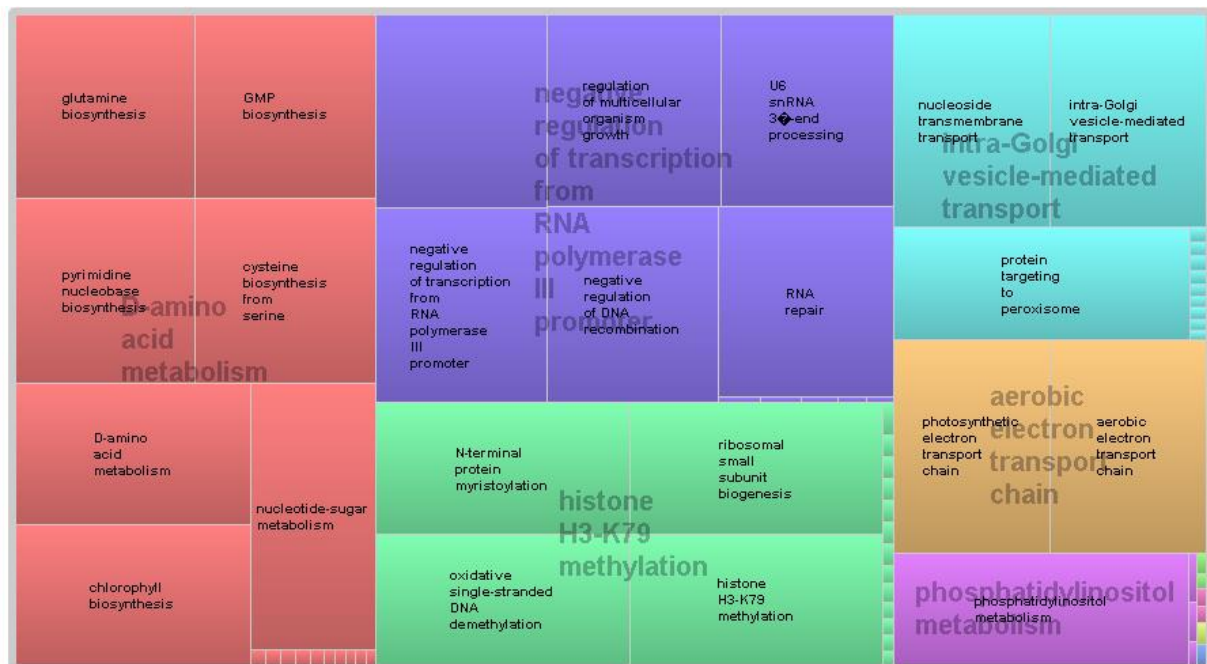 glutamine
biosynthesis
GMP
biosynthesis
pyrimidine
nucleobase
biosynthesis
cysteine
biosynthesis
from
serine
D-amino
acid
metabolism
D-amino
acid
metabolism
nucleotide-sugar
metabolism
chlorophyll
biosynthesis
negative
regulation
of transcription
from
RNA
polymerase
III
promoter
regulation
of multicellular
organism
growth
U6
snRNA
3�-end
processing
negative
regulation
of transcription
from
RNA
polymerase
III
promoter
negative
regulation
of DNA
recombination
RNA
repair
N-terminal
protein
myristoylation
ribosomal
small
subunit
biogenesis
histone
H3-K79
methylation
oxidative
single-stranded
DNA
demethylation
histone
H3-K79
methylation
nucleoside
transmembrane
transport
intra-Golgi
vesicle-mediated
transport
intra-Golgi
vesicle-mediated
transport
protein
targeting
to
peroxisome
aerobic
electron
transport
chain
photosynthetic
electron
transport
chain
aerobic
electron
transport
chain
phosphatidylinositol
metabolism
phosphatidylinositol
metabolism